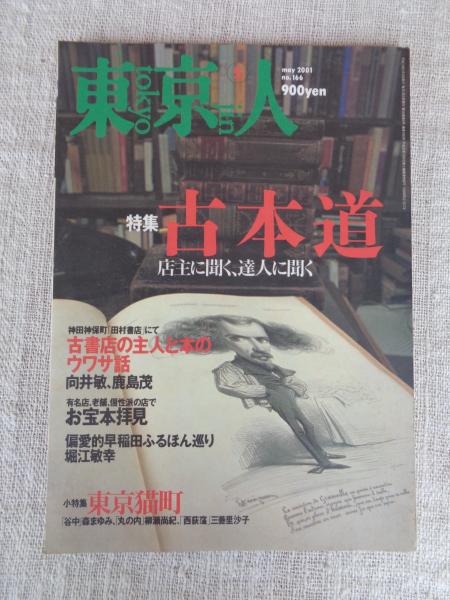 東京人
tokyo jin
may 2001
no.166
900yen
特集
古本道
店主に聞く、達人に聞く
神田神保町「田村書店」にて
古書店の主人と本の
ウワサ話
向井敏、鹿島茂
有名店、老舗、個性派の店で
お宝本拝見
偏愛的早稲田ふるほん巡り
堀江敏幸
小特集 東京猫町
「谷中」森まゆみ、「丸の内」柳瀬尚紀、「西荻窪」三藤里沙子